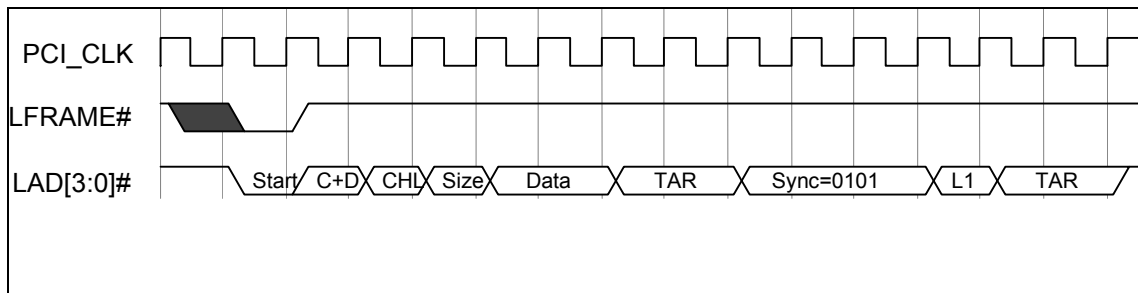 PCI_CLK
LFRAME#
LAD[3:0]# Start C+D CHL Size Data TAR Sync=0101 L1 TAR